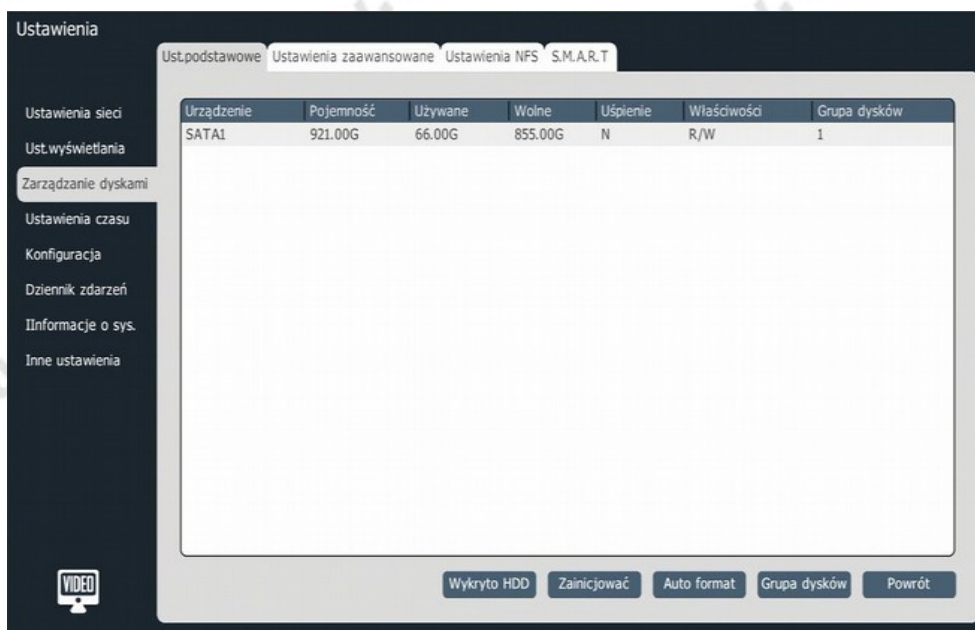 Ustawienia
Ust.podstawowe Ustawienia zaawansowane Ustawienia NFS S.M.A.R.T
Ustawienia sieci
Ust.wyświetlania
Zarządzanie dyskami
Ustawienia czasu
Konfiguracja
Dziennik zdarzeń
IInformacje o sys.
Inne ustawienia
Urządzenie Pojemność Używane Wolne Uśpienie Właściwości Grupa dysków
SATA1 921.00G 66.00G 855.00G N R/W 1
VIDEO
Wykryto HDD Zainicjować Auto format Grupa dysków Powrót